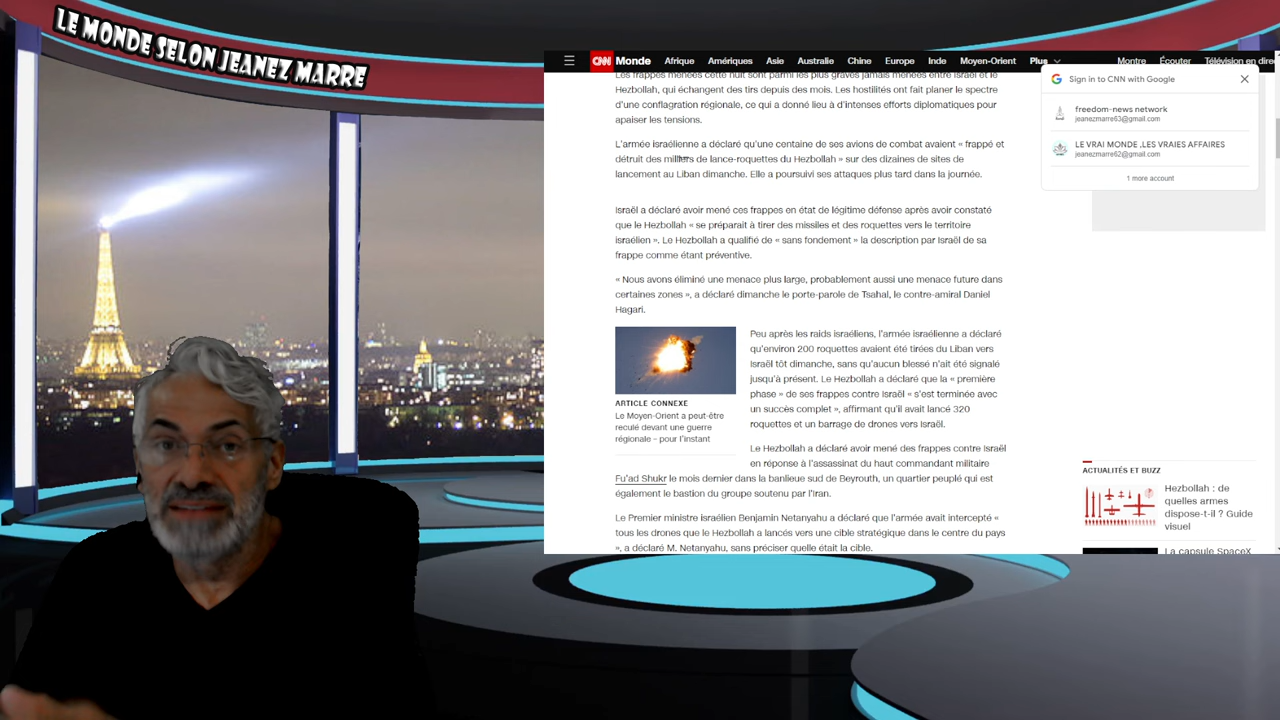 LE MONDE SELON JEANEZ MARRE
CNN Monde Afrique Amériques Asie Australie Chine Europe Inde Moyen-Orient Plus Montre Écouter Télévision en dire
Les frappes menées cette nuit sont parmi les plus graves jamais menées entre Israël et le
Hezbollah, qui échangent des tirs depuis des mois. Les hostilités ont fait planer le spectre
d'une conflagration régionale, ce qui a donné lieu à d'intenses efforts diplomatiques pour
apaiser les tensions.
L'armée israélienne a déclaré qu'une centaine de ses avions de combat avaient « frappé et
détruit des milliers de lance-roquettes du Hezbollah » sur des dizaines de sites de
lancement au Liban dimanche. Elle a poursuivi ses attaques plus tard dans la journée.
Israël a déclaré avoir mené ces frappes en état de légitime défense après avoir constaté
que le Hezbollah « se préparait à tirer des missiles et des roquettes vers le territoire
israélien ». Le Hezbollah a qualifié de « sans fondement » la description par Israël de sa
frappe comme étant préventive.
« Nous avons éliminé une menace plus large, probablement aussi une menace future dans
certaines zones », a déclaré dimanche le porte-parole de Tsahal, le contre-amiral Daniel
Hagari.
ARTICLE CONNEXE
Le Moyen-Orient a peut-être
reculé devant une guerre
régionale – pour l'instant
Peu après les raids israéliens, l'armée israélienne a déclaré
qu'environ 200 roquettes avaient été tirées du Liban vers
Israël tôt dimanche, sans qu'aucun blessé n'ait été signalé
jusqu'à présent. Le Hezbollah a déclaré que la « première
phase » de ses frappes contre Israël « s'est terminée avec
un succès complet », affirmant qu'il avait lancé 320
roquettes et un barrage de drones vers Israël.
Le Hezbollah a déclaré avoir mené des frappes contre Israël
en réponse à l'assassinat du haut commandant militaire
Fu'ad Shukr le mois dernier dans la banlieue sud de Beyrouth, un quartier peuplé qui est
également le bastion du groupe soutenu par l'Iran.
Le Premier ministre israélien Benjamin Netanyahu a déclaré que l'armée avait intercepté «
tous les drones que le Hezbollah a lancés vers une cible stratégique dans le centre du pays
», a déclaré M. Netanyahu, sans préciser quelle était la cible.
Sign in to CNN with Google
freedom-news network
jeanezmarre63@gmail.com
LE VRAI MONDE ,LES VRAIES AFFAIRES
jeanezmarre62@gmail.com
1 more account
ACTUALITÉS ET BUZZ
Hezbollah : de
quelles armes
dispose-t-il ? Guide
visuel
La capsule SpaceX